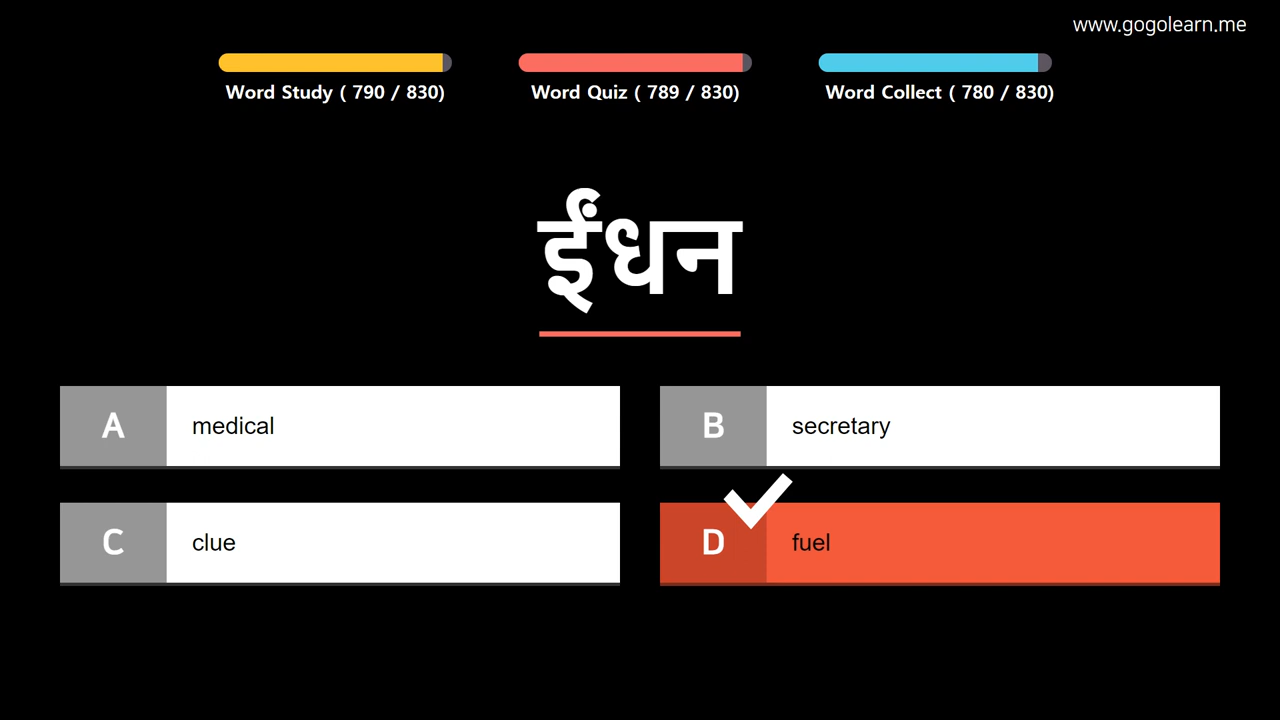 www.gogolearn.me
Word Study ( 790 / 830)
Word Quiz ( 789 / 830)
Word Collect ( 780 / 830)
ईंधन
A medical
B secretary
C clue
D fuel